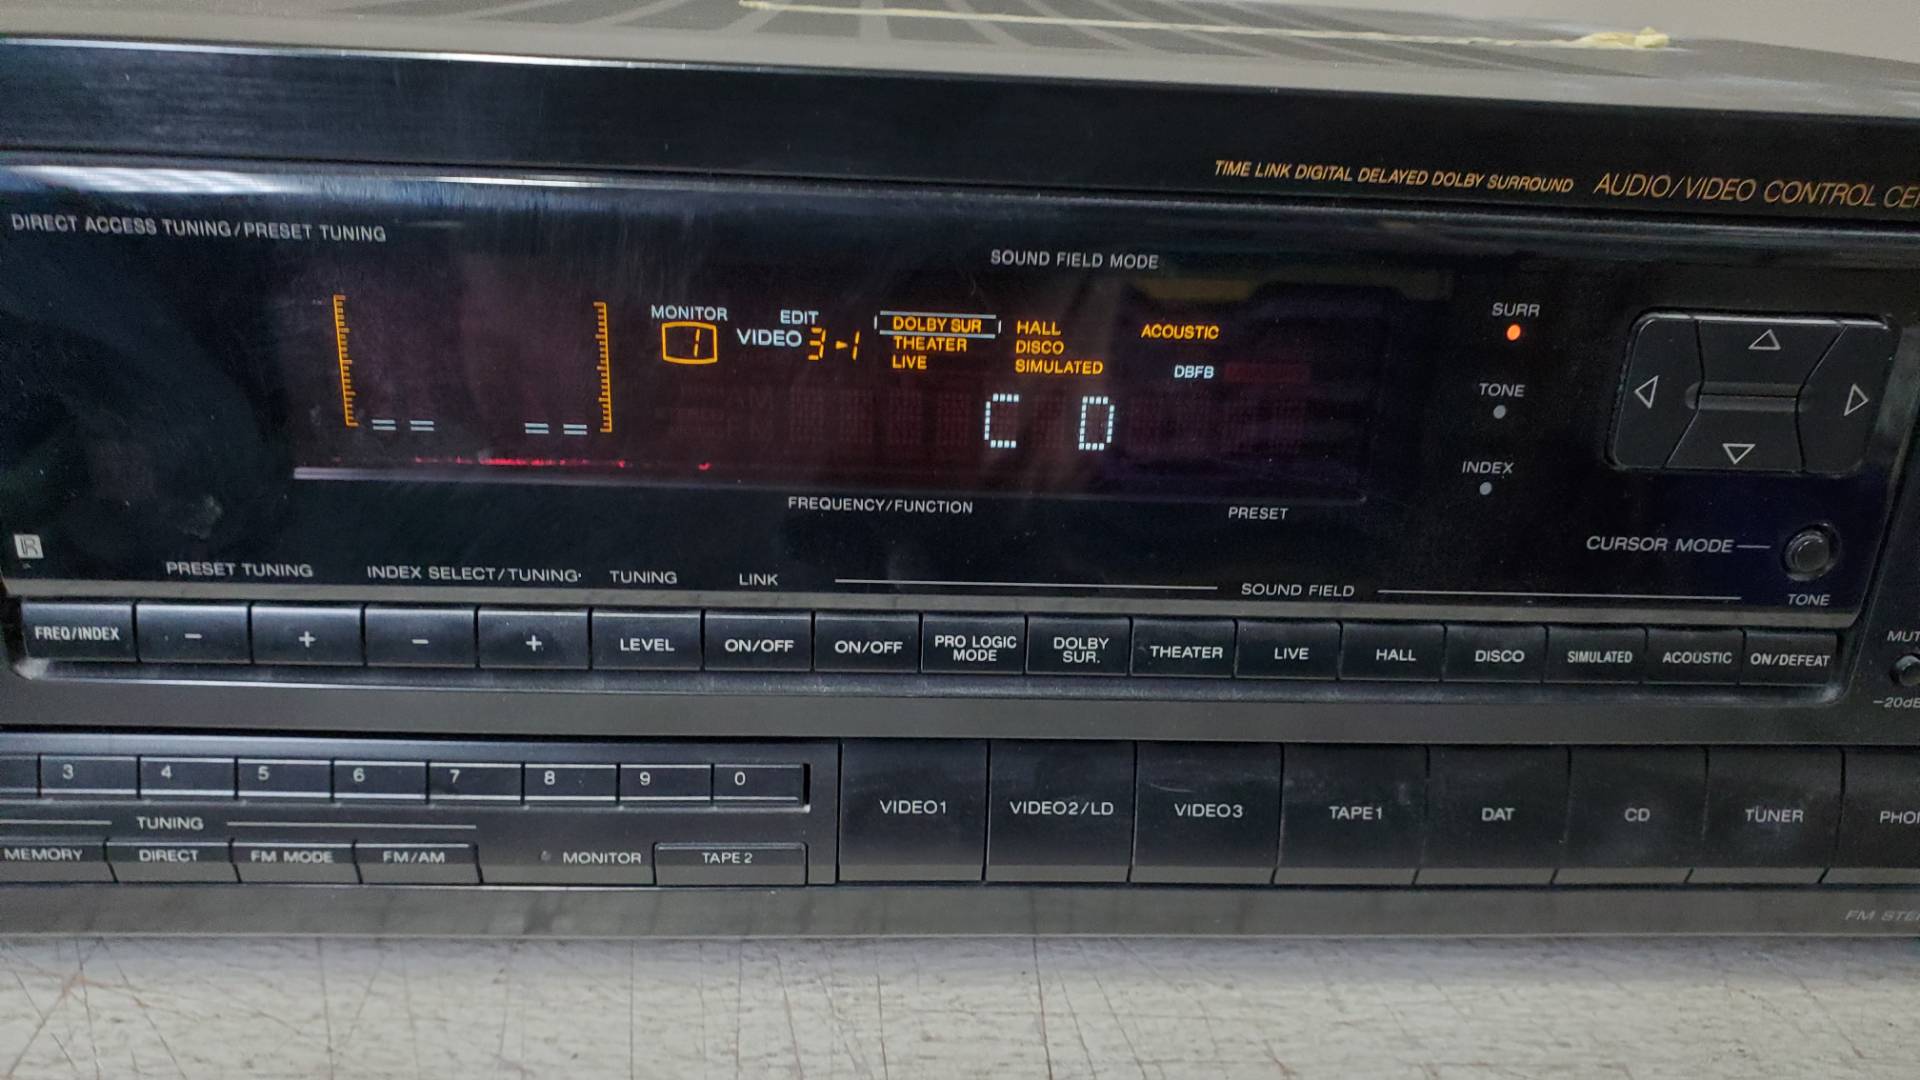 TIME LINK DIGITAL DELAYED DOLBY SURROUND AUDIO/VIDEO CONTROL CE
DIRECT ACCESS TUNING/PRESET TUNING
SOUND FIELD MODE
MONITOR
1
EDIT
VIDEO 3 ►1
DOLBY SUR HALL ACOUSTIC
THEATER DISCO
LIVE SIMULATED DBFB
AM
FM
C D
SURR
TONE
INDEX
FREQUENCY/FUNCTION PRESET
CURSOR MODE
R
PRESET TUNING INDEX SELECT/TUNING TUNING LINK SOUND FIELD TONE
FREQ/INDEX − + − + LEVEL ON/OFF ON/OFF PRO LOGIC MODE DOLBY SUR. THEATER LIVE HALL DISCO SIMULATED ACOUSTIC ON/DEFEAT
MUT
−20dB
3 4 5 6 7 8 9 0
TUNING
MEMORY DIRECT FM MODE FM/AM MONITOR TAPE 2
VIDEO1 VIDEO2/LD VIDEO3 TAPE1 DAT CD TUNER PHO
FM STE